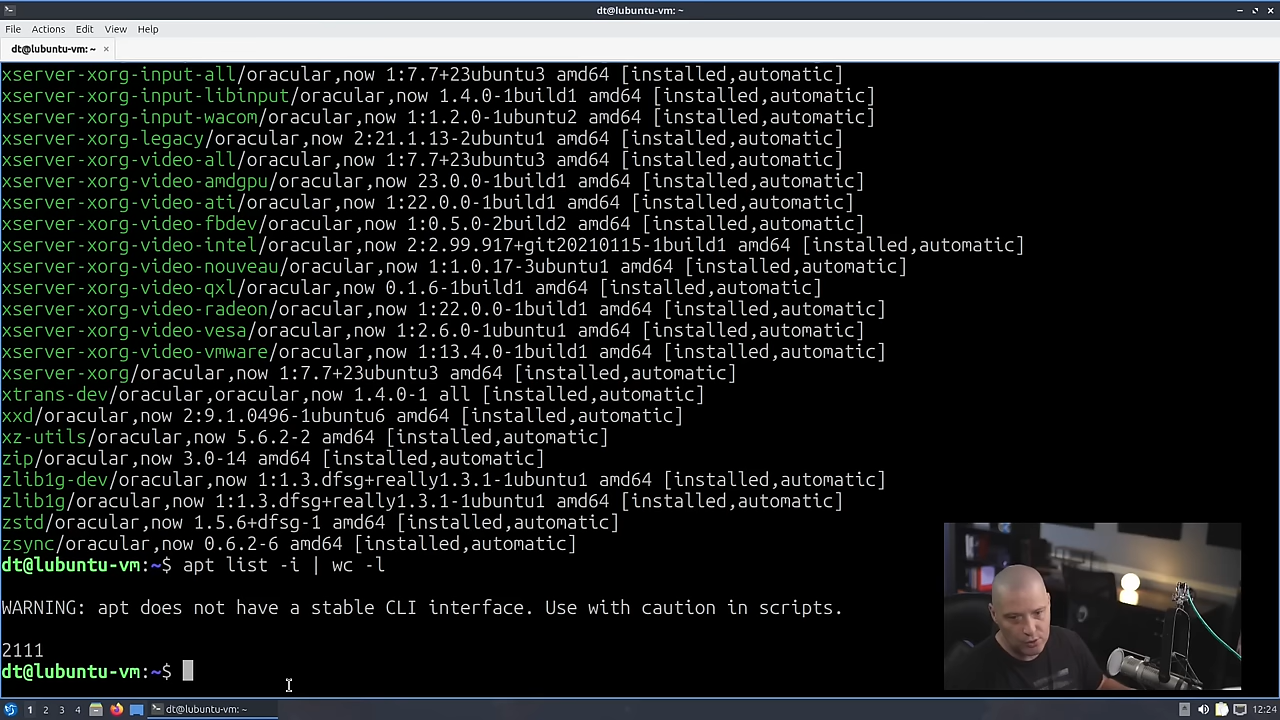 dt@lubuntu-vm: ~
File Actions Edit View Help
dt@lubuntu-vm: ~ ×
xserver-xorg-input-all/oracular,now 1:7.7+23ubuntu3 amd64 [installed,automatic]
xserver-xorg-input-libinput/oracular,now 1.4.0-1build1 amd64 [installed,automatic]
xserver-xorg-input-wacom/oracular,now 1:1.2.0-1ubuntu2 amd64 [installed,automatic]
xserver-xorg-legacy/oracular,now 2:21.1.13-2ubuntu1 amd64 [installed,automatic]
xserver-xorg-video-all/oracular,now 1:7.7+23ubuntu3 amd64 [installed,automatic]
xserver-xorg-video-amdgpu/oracular,now 23.0.0-1build1 amd64 [installed,automatic]
xserver-xorg-video-ati/oracular,now 1:22.0.0-1build1 amd64 [installed,automatic]
xserver-xorg-video-fbdev/oracular,now 1:0.5.0-2build2 amd64 [installed,automatic]
xserver-xorg-video-intel/oracular,now 2:2.99.917+git20210115-1build1 amd64 [installed,automatic]
xserver-xorg-video-nouveau/oracular,now 1:1.0.17-3ubuntu1 amd64 [installed,automatic]
xserver-xorg-video-qxl/oracular,now 0.1.6-1build1 amd64 [installed,automatic]
xserver-xorg-video-radeon/oracular,now 1:22.0.0-1build1 amd64 [installed,automatic]
xserver-xorg-video-vesa/oracular,now 1:2.6.0-1ubuntu1 amd64 [installed,automatic]
xserver-xorg-video-vmware/oracular,now 1:13.4.0-1build1 amd64 [installed,automatic]
xserver-xorg/oracular,now 1:7.7+23ubuntu3 amd64 [installed,automatic]
xtrans-dev/oracular,oracular,now 1.4.0-1 all [installed,automatic]
xxd/oracular,now 2:9.1.0496-1ubuntu6 amd64 [installed,automatic]
xz-utils/oracular,now 5.6.2-2 amd64 [installed,automatic]
zip/oracular,now 3.0-14 amd64 [installed,automatic]
zlib1g-dev/oracular,now 1:1.3.dfsg+really1.3.1-1ubuntu1 amd64 [installed,automatic]
zlib1g/oracular,now 1:1.3.dfsg+really1.3.1-1ubuntu1 amd64 [installed,automatic]
zstd/oracular,now 1.5.6+dfsg-1 amd64 [installed,automatic]
zsync/oracular,now 0.6.2-6 amd64 [installed,automatic]
dt@lubuntu-vm:~$ apt list -i | wc -l
WARNING: apt does not have a stable CLI interface. Use with caution in scripts.
2111
dt@lubuntu-vm:~$
1 2 3 4 dt@lubuntu-vm: ~ 12:24